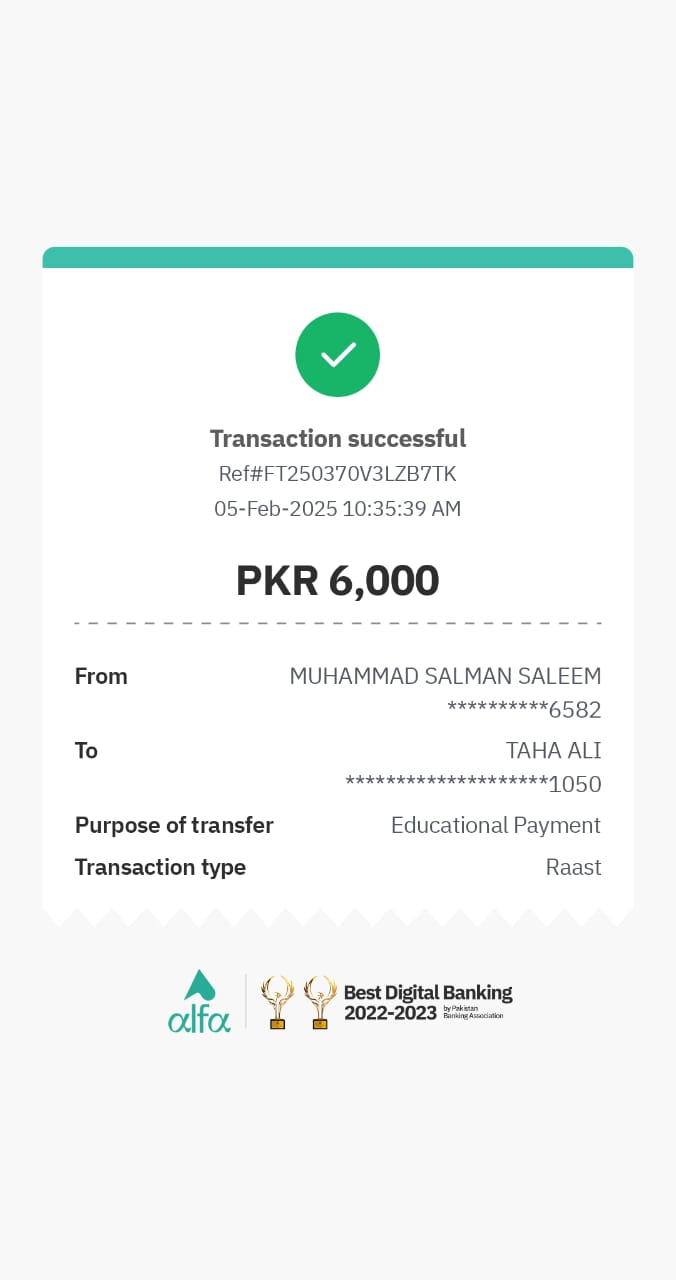 Transaction successful
Ref#FT250370V3LZB7TK
05-Feb-2025 10:35:39 AM
PKR 6,000
From MUHAMMAD SALMAN SALEEM
**********6582
To TAHA ALI
********************1050
Purpose of transfer Educational Payment
Transaction type Raast
alfa
Best Digital Banking
2022-2023 by Pakistan
Banking Association